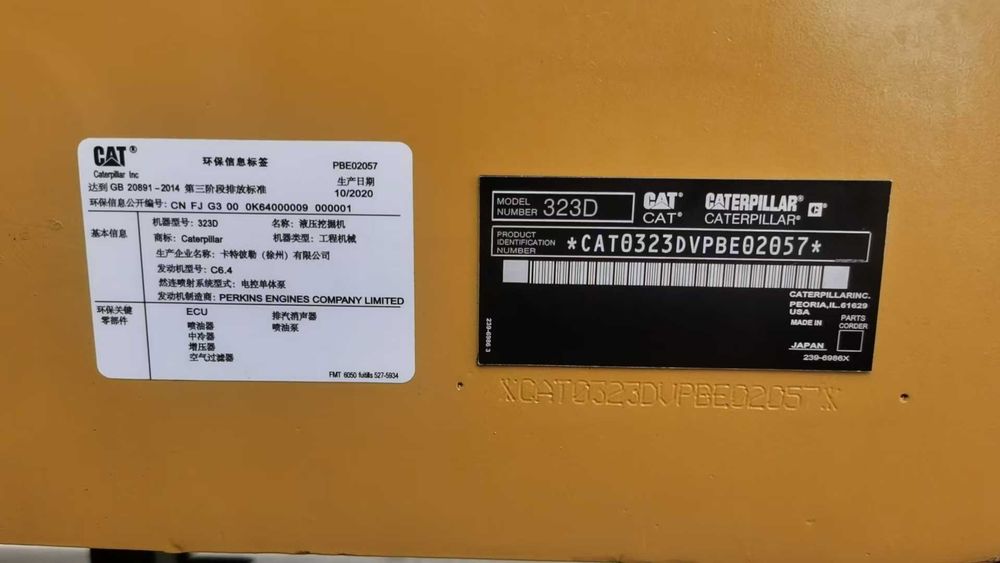 CAT®
Caterpillar Inc
环保信息标签
PBE02057
生产日期
10/2020
达到 GB 20891-2014 第三阶段排放标准
环保信息公开编号: CN FJ G3 00 0K64000009 000001
基本信息
机器型号: 323D 名称: 液压挖掘机
商标: Caterpillar 机器类型: 工程机械
生产企业名称: 卡特彼勒 (徐州) 有限公司
发动机型号: C6.4
然连喷射系统型式: 电控单体泵
发动机制造商: PERKINS ENGINES COMPANY LIMITED
环保关键
零部件
ECU 排汽消声器
喷油器 喷油泵
中冷器
增压器
空气过滤器
FMT 6050 fulfills 527-5934
MODEL
NUMBER 323D
CAT® CATERPILLAR® C
CAT® CATERPILLAR®
PRODUCT
IDENTIFICATION
NUMBER
*CAT0323DVPBE02057*
CATERPILLARINC.
PEORIA,IL.61629
USA
MADE IN
JAPAN
PARTS
CORDER
239-6986X
239-6986 3
*CAT0323DVPBE02057*